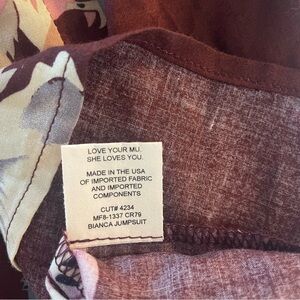 LOVE YOUR MU.
SHE LOVES YOU.
MADE IN THE USA
OF IMPORTED FABRIC
AND IMPORTED
COMPONENTS
CUT# 4234
MF8-1337 CR79
BIANCA JUMPSUIT